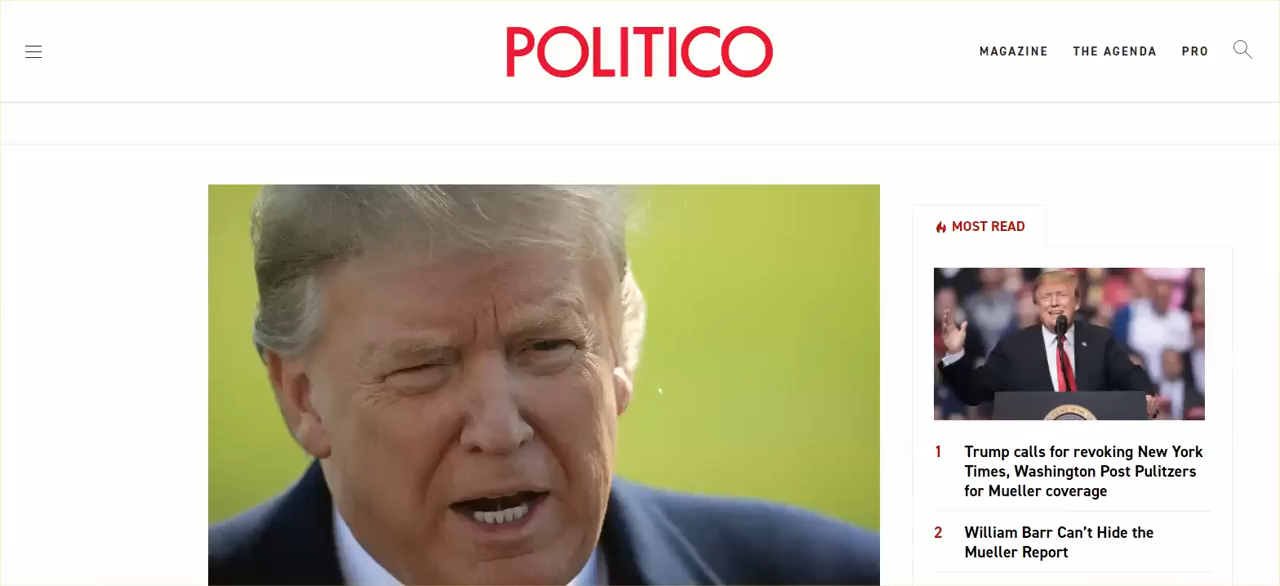 POLITICO
MAGAZINE THE AGENDA PRO
MOST READ
1 Trump calls for revoking New York
Times, Washington Post Pulitzers
for Mueller coverage
2 William Barr Can't Hide the
Mueller Report